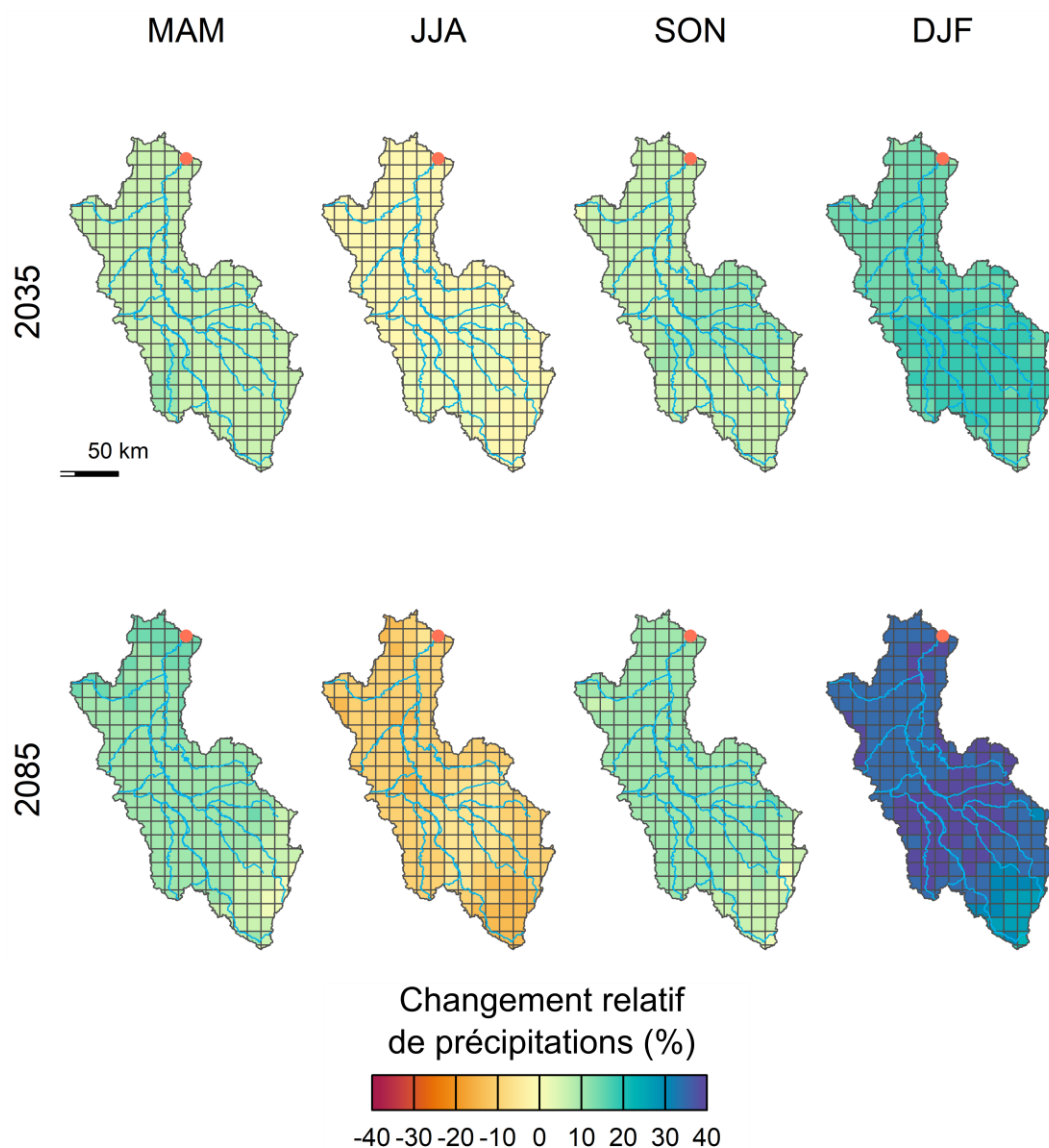 MAM JJA SON DJF
2035
50 km
2085
Changement relatif
de précipitations (%)
-40 -30 -20 -10 0 10 20 30 40